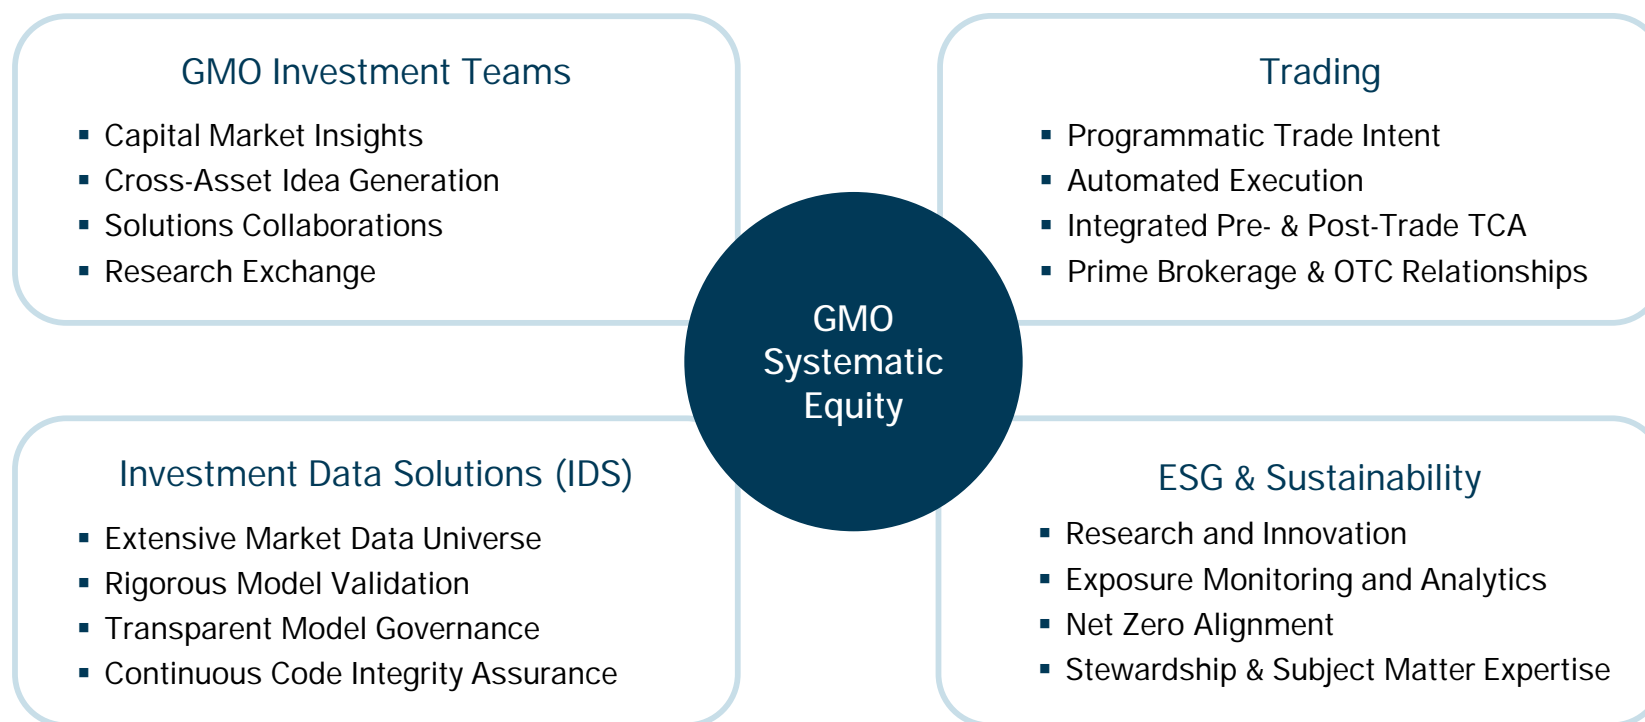 GMO Investment Teams
▪ Capital Market Insights
▪ Cross-Asset Idea Generation
▪ Solutions Collaborations
▪ Research Exchange
Trading
▪ Programmatic Trade Intent
▪ Automated Execution
▪ Integrated Pre- & Post-Trade TCA
▪ Prime Brokerage & OTC Relationships
GMO
Systematic
Equity
Investment Data Solutions (IDS)
▪ Extensive Market Data Universe
▪ Rigorous Model Validation
▪ Transparent Model Governance
▪ Continuous Code Integrity Assurance
ESG & Sustainability
▪ Research and Innovation
▪ Exposure Monitoring and Analytics
▪ Net Zero Alignment
▪ Stewardship & Subject Matter Expertise